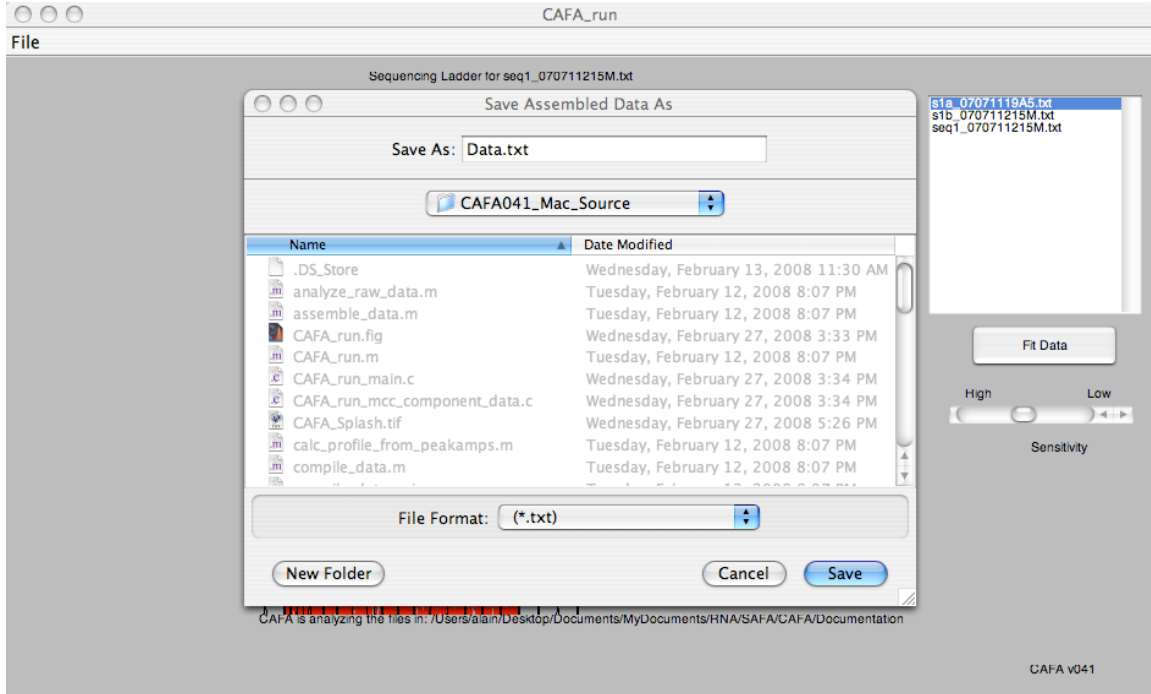 CAFA_run
File
Sequencing Ladder for seq1_070711215M.txt
Save Assembled Data As
Save As: Data.txt
CAFA041_Mac_Source
Name Date Modified
.DS_Store Wednesday, February 13, 2008 11:30 AM
analyze_raw_data.m Tuesday, February 12, 2008 8:07 PM
assemble_data.m Tuesday, February 12, 2008 8:07 PM
CAFA_run.fig Wednesday, February 27, 2008 3:33 PM
CAFA_run.m Tuesday, February 12, 2008 8:07 PM
CAFA_run_main.c Wednesday, February 27, 2008 3:34 PM
CAFA_run_mcc_component_data.c Wednesday, February 27, 2008 3:34 PM
CAFA_Splash.tif Wednesday, February 27, 2008 5:26 PM
calc_profile_from_peakamps.m Tuesday, February 12, 2008 8:07 PM
compile_data.m Tuesday, February 12, 2008 8:07 PM
File Format: (*.txt)
New Folder Cancel Save
s1a_07071119A5.txt
s1b_070711215M.txt
seq1_070711215M.txt
Fit Data
High Low
Sensitivity
CAFA is analyzing the files in: /Users/alain/Desktop/Documents/MyDocuments/RNA/SAFA/CAFA/Documentation
CAFA v041